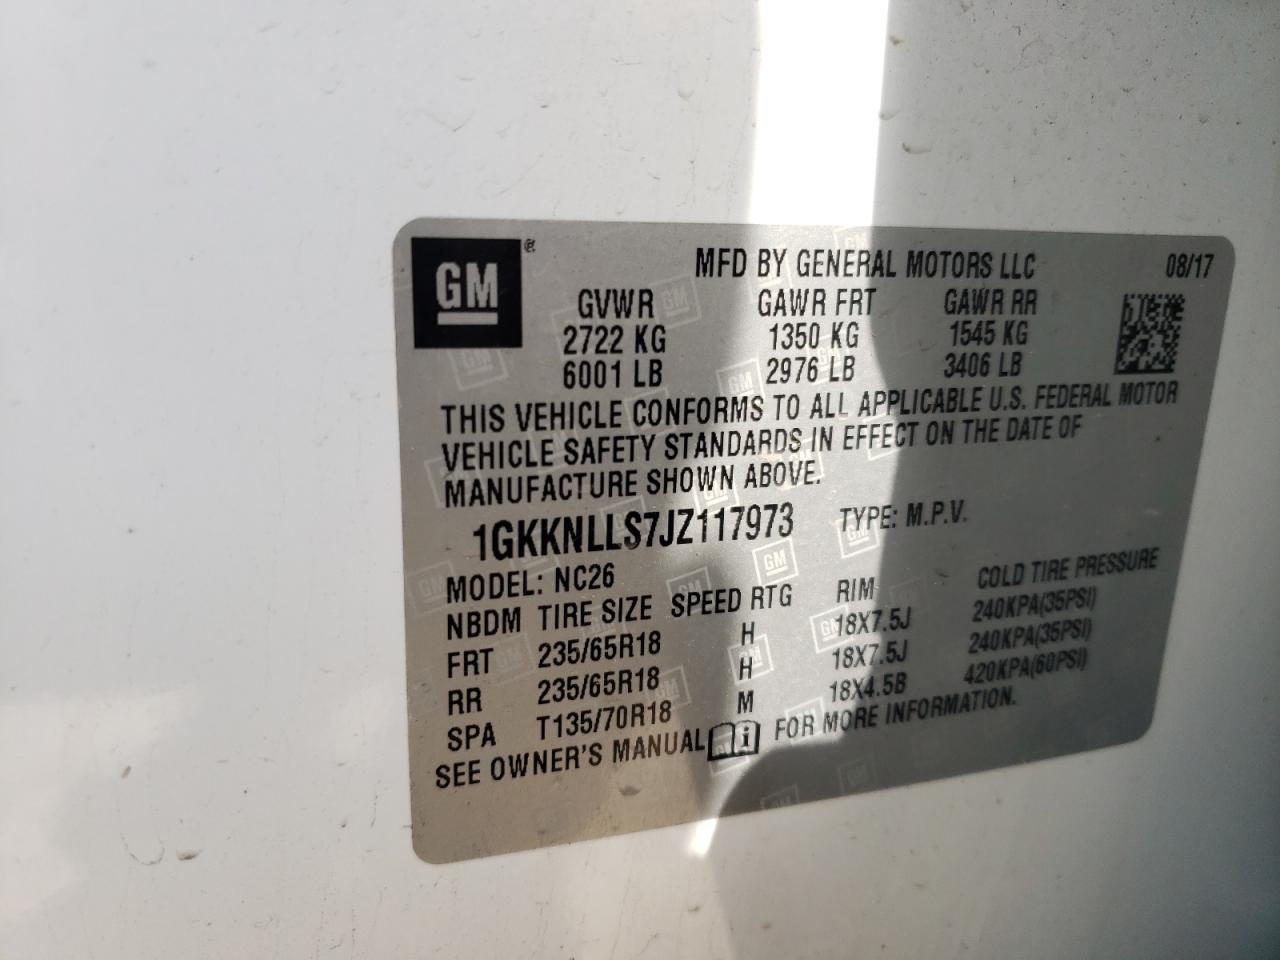 GM ® MFD BY GENERAL MOTORS LLC 08/17
GVWR GAWR FRT GAWR RR
2722 KG 1350 KG 1545 KG
6001 LB 2976 LB 3406 LB
THIS VEHICLE CONFORMS TO ALL APPLICABLE U.S. FEDERAL MOTOR
VEHICLE SAFETY STANDARDS IN EFFECT ON THE DATE OF
MANUFACTURE SHOWN ABOVE.
1GKKNLLS7JZ117973 TYPE: M.P.V.
MODEL: NC26
NBDM TIRE SIZE SPEED RTG RIM COLD TIRE PRESSURE
FRT 235/65R18 H 18X7.5J 240KPA(35PSI)
RR 235/65R18 H 18X7.5J 240KPA(35PSI)
SPA T135/70R18 M 18X4.5B 420KPA(60PSI)
SEE OWNER'S MANUAL i FOR MORE INFORMATION.